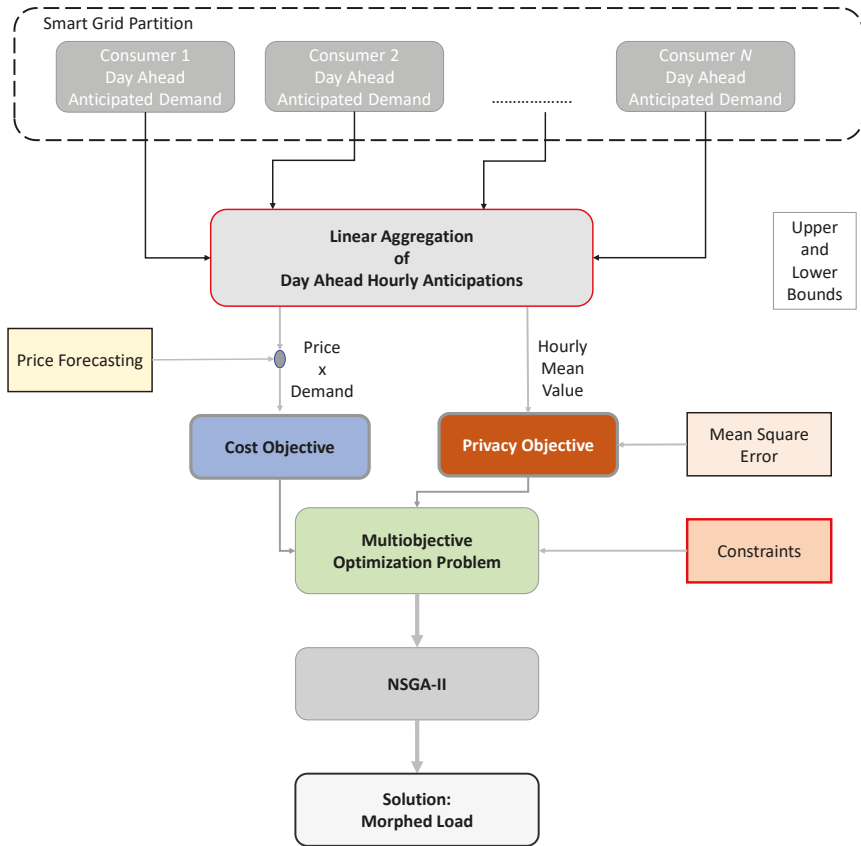 Smart Grid Partition
Consumer 1
Day Ahead
Anticipated Demand
Consumer 2
Day Ahead
Anticipated Demand
...................
Consumer N
Day Ahead
Anticipated Demand
Linear Aggregation
of
Day Ahead Hourly Anticipations
Upper
and
Lower
Bounds
Price Forecasting
Price
x
Demand
Hourly
Mean
Value
Cost Objective
Privacy Objective
Mean Square
Error
Multiobjective
Optimization Problem
Constraints
NSGA-II
Solution:
Morphed Load